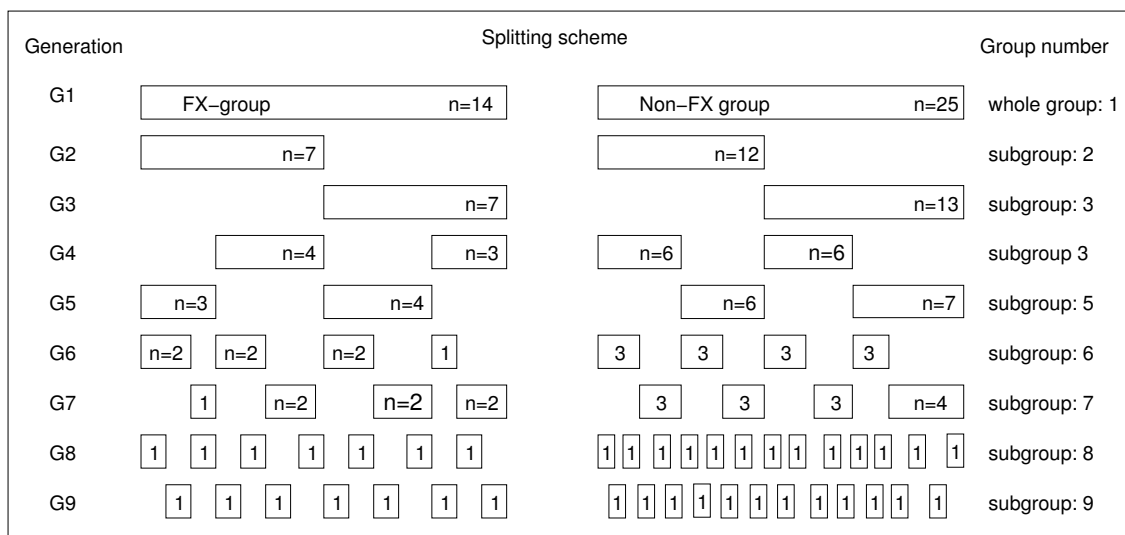 Splitting scheme
Generation Group number
G1 FX−group n=14 Non−FX group n=25 whole group: 1
G2 n=7 n=12 subgroup: 2
G3 n=7 n=13 subgroup: 3
G4 n=4 n=3 n=6 n=6 subgroup 3
G5 n=3 n=4 n=6 n=7 subgroup: 5
G6 n=2 n=2 n=2 1 3 3 3 3 subgroup: 6
G7 1 n=2 n=2 n=2 3 3 3 n=4 subgroup: 7
G8 1 1 1 1 1 1 1 1 1 1 1 1 1 1 1 1 1 1 1 1 subgroup: 8
G9 1 1 1 1 1 1 1 1 1 1 1 1 1 1 1 1 1 1 1 subgroup: 9